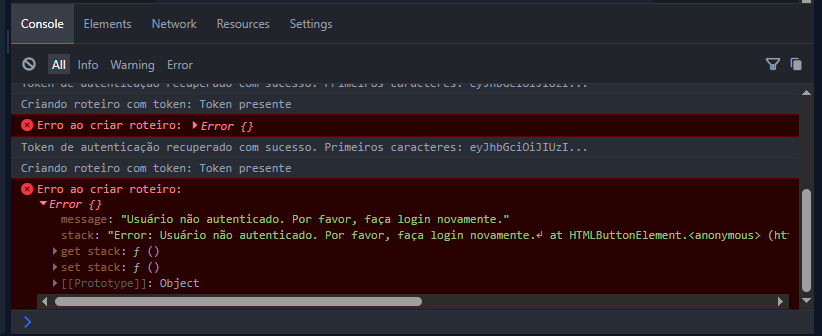 Console Elements Network Resources Settings
All Info Warning Error
Token de autenticação recuperado com sucesso. Primeiros caracteres: eyJhbGciOiJIUzI...
Criando roteiro com token: Token presente
Erro ao criar roteiro: Error {}
Token de autenticação recuperado com sucesso. Primeiros caracteres: eyJhbGciOiJIUzI...
Criando roteiro com token: Token presente
Erro ao criar roteiro:
Error {}
message: "Usuário não autenticado. Por favor, faça login novamente."
stack: "Error: Usuário não autenticado. Por favor, faça login novamente.↵ at HTMLButtonElement.<anonymous> (htt
get stack: ƒ ()
set stack: ƒ ()
[[Prototype]]: Object